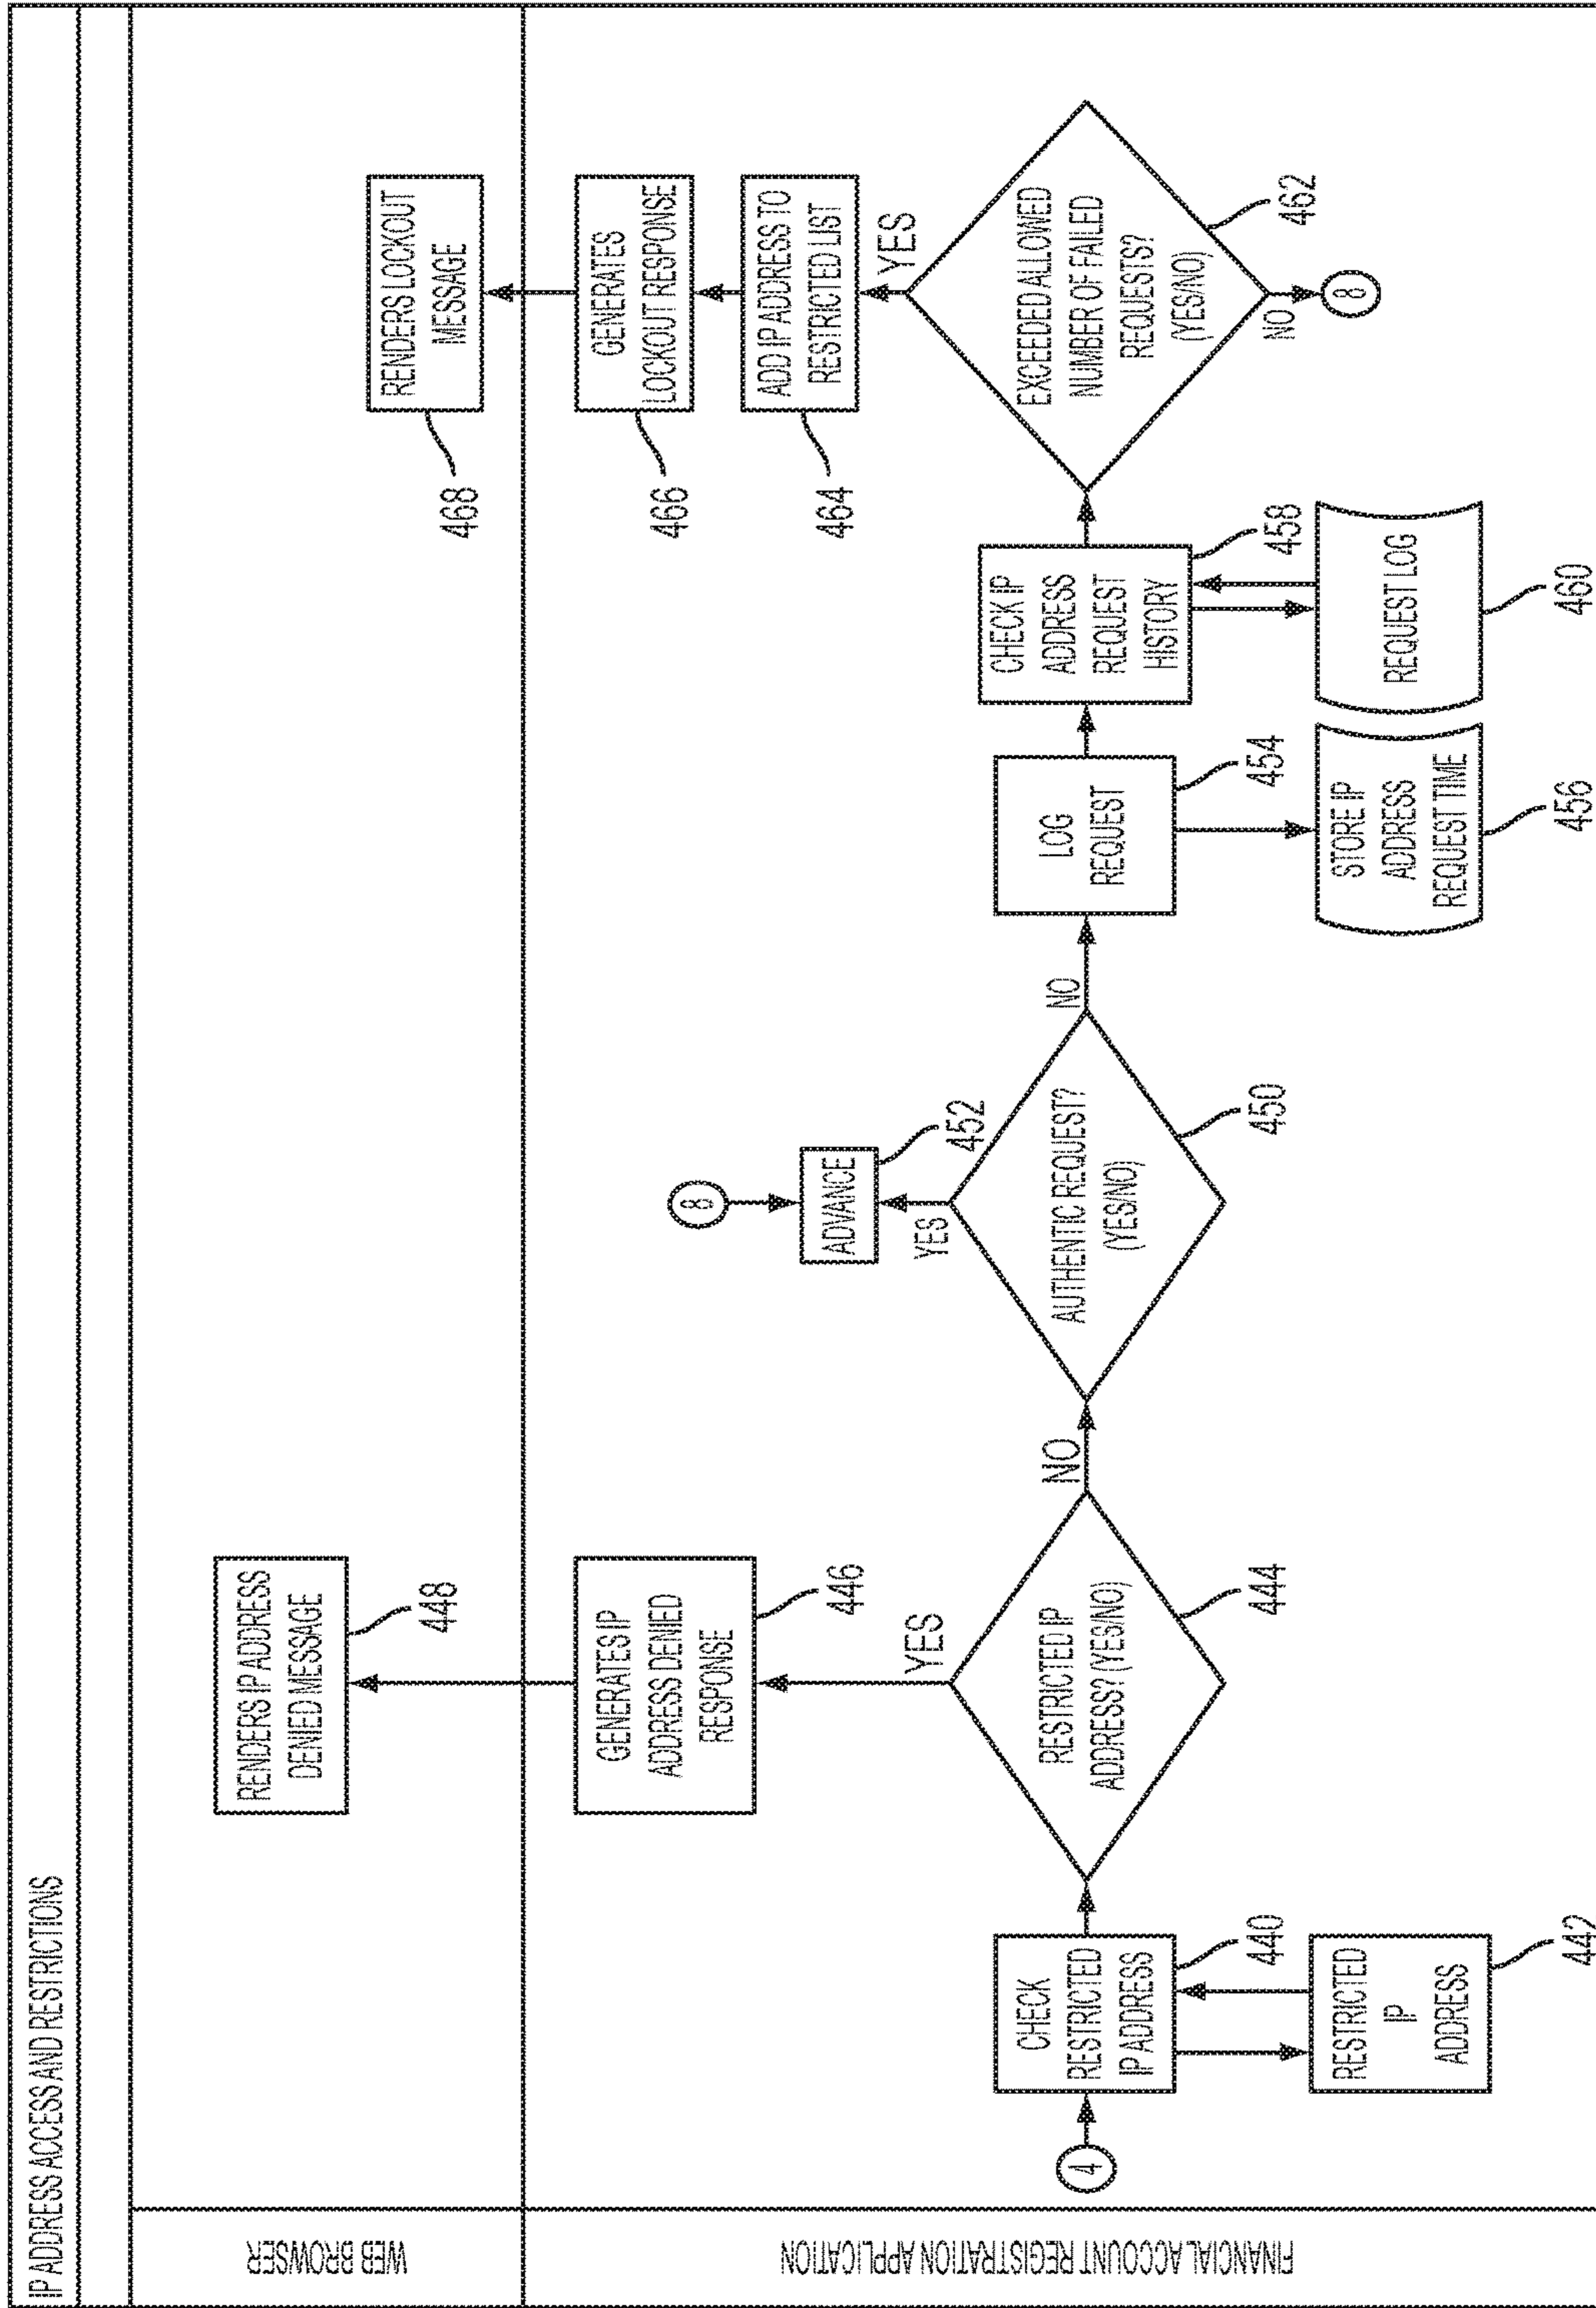 IP ADDRESS ACCESS AND RESTRICTIONS
WEB BROWSER
RENDERS IP ADDRESS
DENIED MESSAGE
448
RENDERS LOCKOUT
MESSAGE
468
FINANCIAL ACCOUNT REGISTRATION APPLICATION
4
CHECK
RESTRICTED
IP ADDRESS
440
RESTRICTED
IP
ADDRESS
442
RESTRICTED IP
ADDRESS? (YES/NO)
444
YES
GENERATES IP
ADDRESS DENIED
RESPONSE
446
NO
AUTHENTIC REQUEST?
(YES/NO)
450
YES
ADVANCE
452
8
NO
LOG
REQUEST
454
STORE IP
ADDRESS
REQUEST TIME
456
CHECK IP
ADDRESS
REQUEST
HISTORY
458
REQUEST LOG
460
EXCEEDED ALLOWED
NUMBER OF FAILED
REQUESTS?
(YES/NO)
462
NO
8
YES
ADD IP ADDRESS TO
RESTRICTED LIST
464
GENERATES
LOCKOUT RESPONSE
466